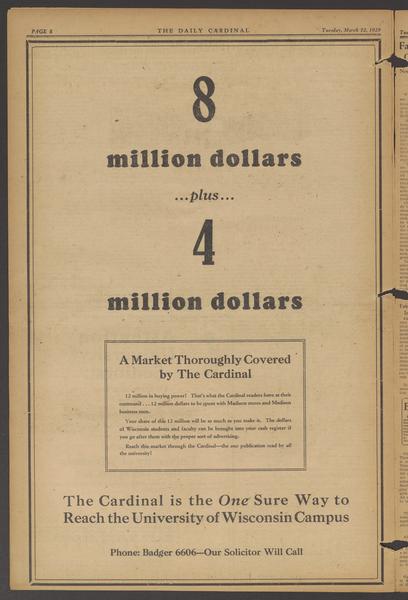 PAGE 8
THE DAILY CARDINAL
Tuesday, March 12, 1929
8
million dollars
...plus...
4
million dollars
A Market Thoroughly Covered
by The Cardinal
12 million in buying power! That's what the Cardinal readers have at their
command . . . 12 million dollars to be spent with Madison stores and Madison
business men.
Your share of this 12 million will be as much as you make it. The dollars
of Wisconsin students and faculty can be brought into your cash register if
you go after them with the proper sort of advertising.
Reach this market through the Cardinal—the one publication read by all
the university!
The Cardinal is the One Sure Way to
Reach the University of Wisconsin Campus
Phone: Badger 6606—Our Solicitor Will Call